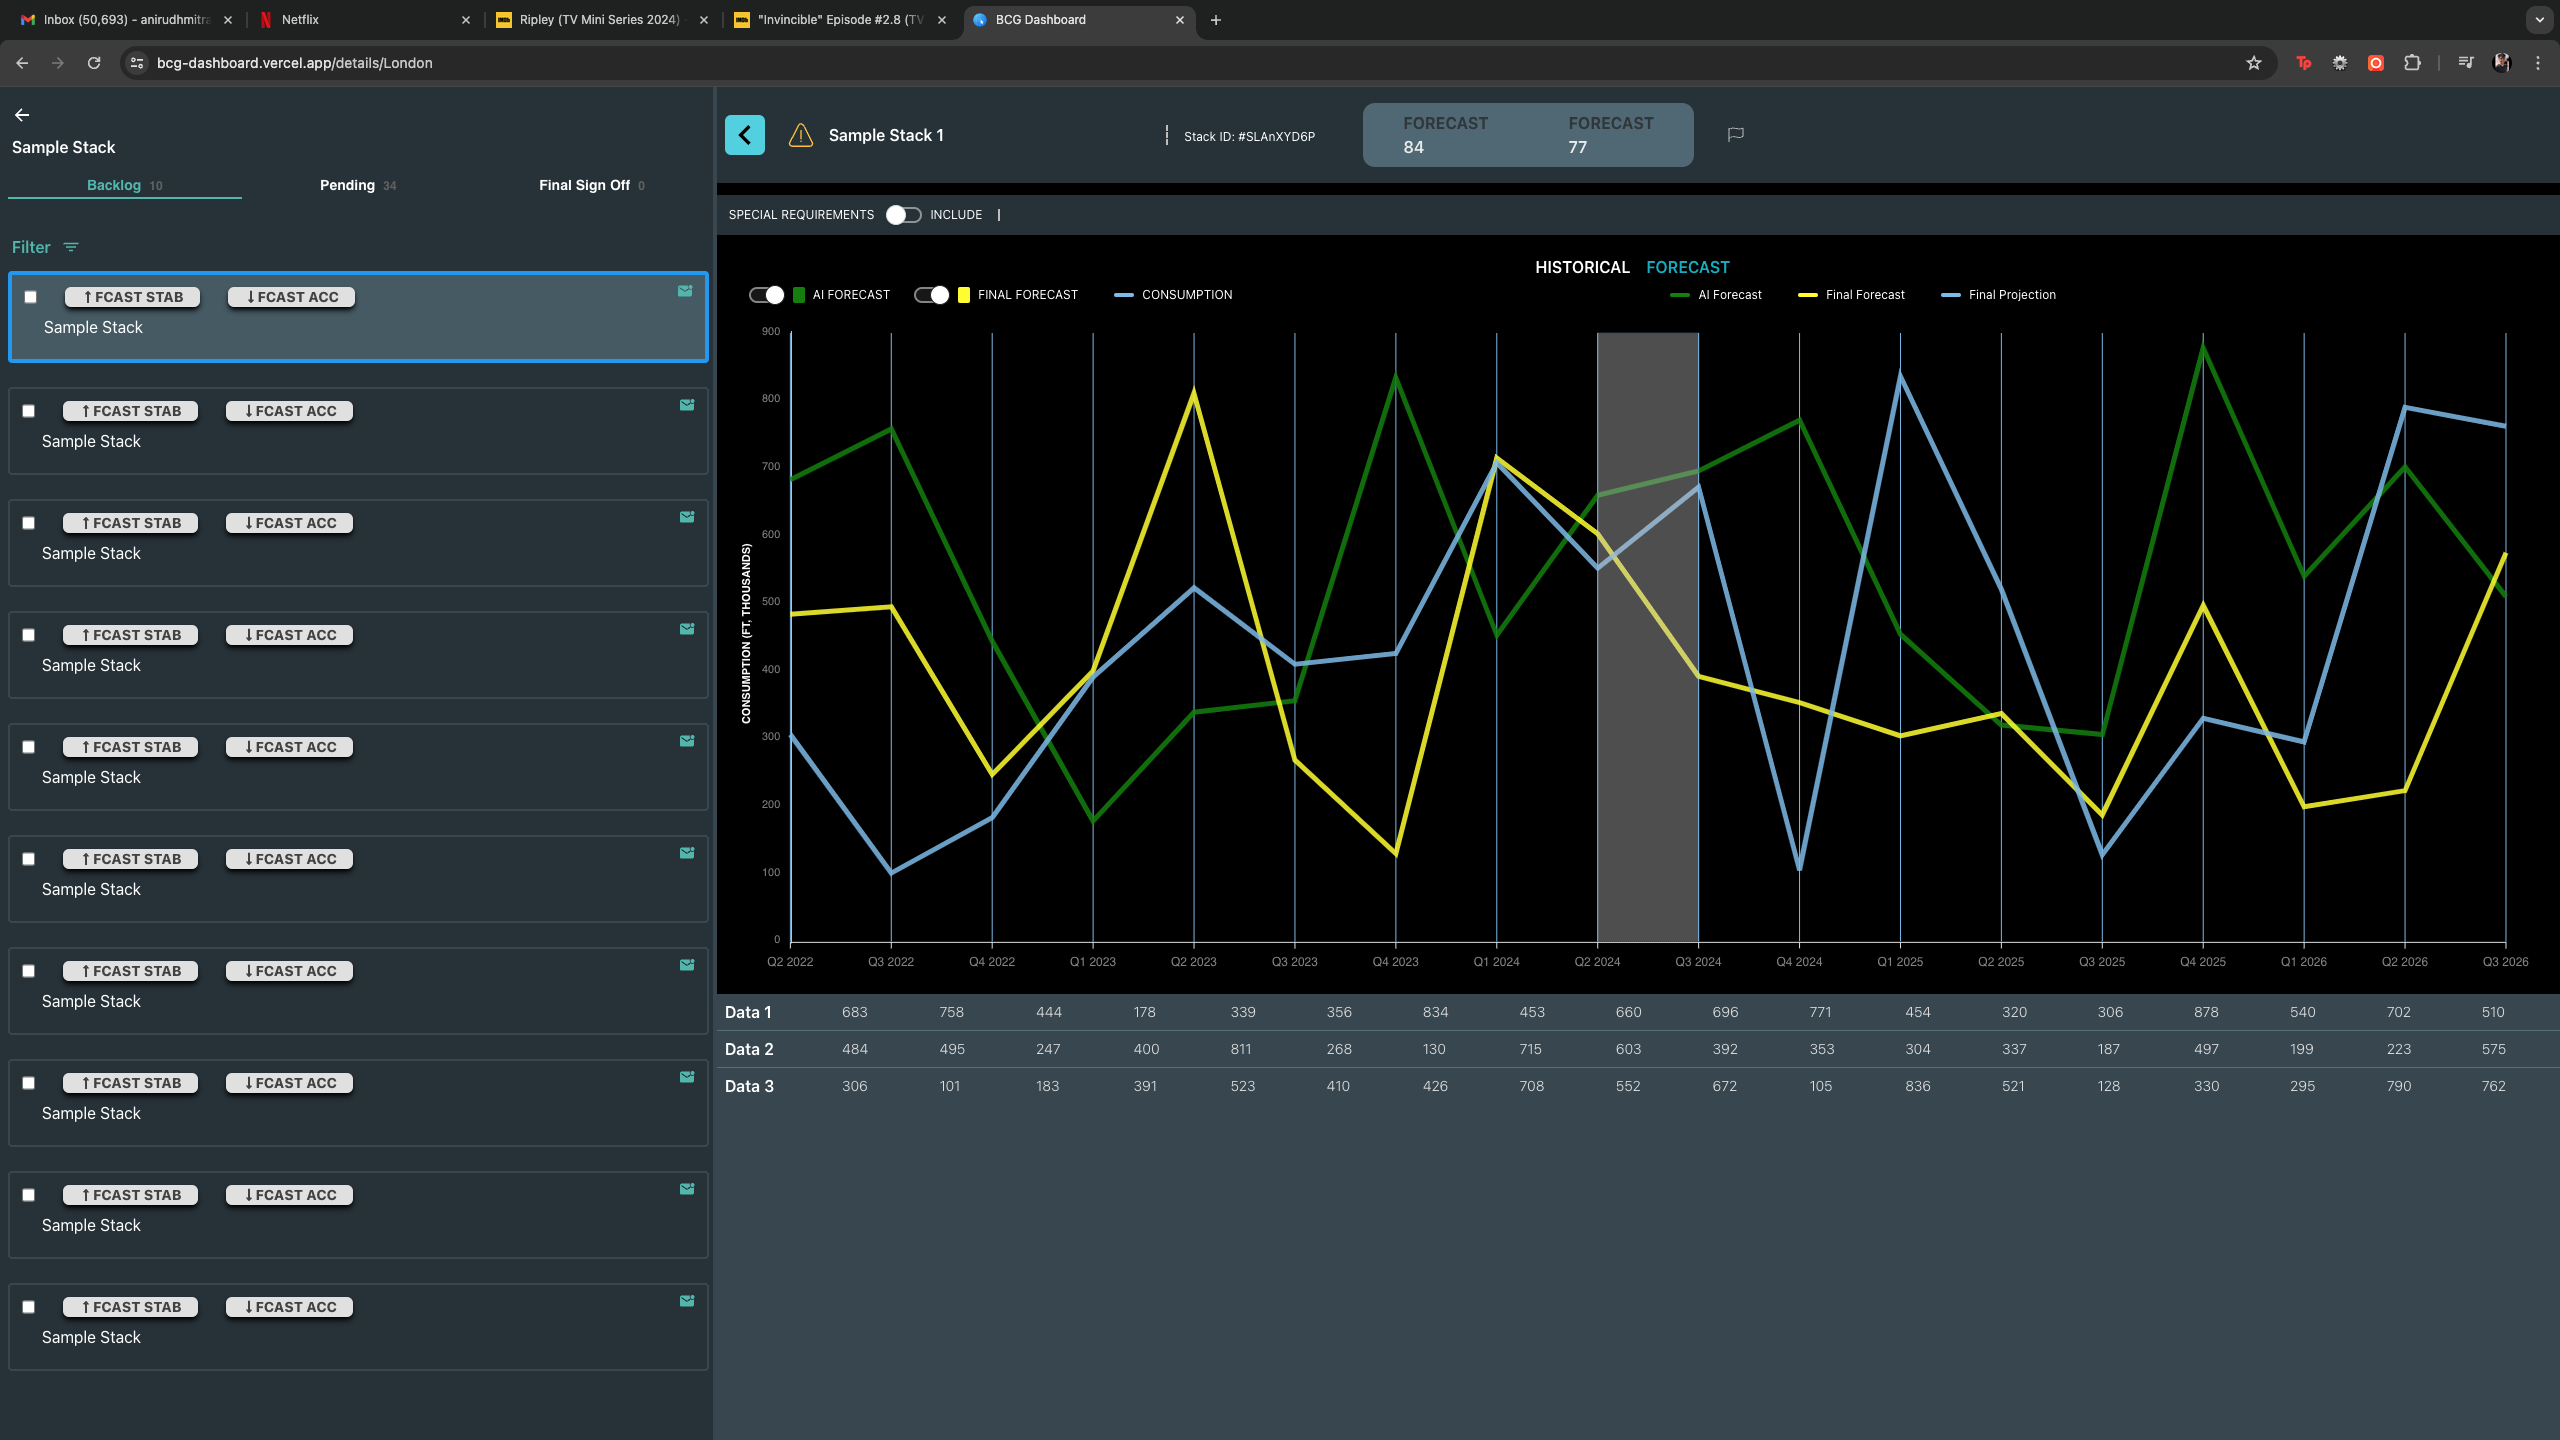 Inbox (50,693) - anirudhmitra
Netflix
Ripley (TV Mini Series 2024)
"Invincible" Episode #2.8 (TV
BCG Dashboard
bcg-dashboard.vercel.app/details/London
Sample Stack
Backlog 10
Pending 34
Final Sign Off 0
Filter
↑ FCAST STAB ↓ FCAST ACC
Sample Stack
↑ FCAST STAB ↓ FCAST ACC
Sample Stack
↑ FCAST STAB ↓ FCAST ACC
Sample Stack
↑ FCAST STAB ↓ FCAST ACC
Sample Stack
↑ FCAST STAB ↓ FCAST ACC
Sample Stack
↑ FCAST STAB ↓ FCAST ACC
Sample Stack
↑ FCAST STAB ↓ FCAST ACC
Sample Stack
↑ FCAST STAB ↓ FCAST ACC
Sample Stack
↑ FCAST STAB ↓ FCAST ACC
Sample Stack
↑ FCAST STAB ↓ FCAST ACC
Sample Stack
Sample Stack 1
Stack ID: #SLAnXYD6P
FORECAST FORECAST
84 77
SPECIAL REQUIREMENTS INCLUDE |
HISTORICAL FORECAST
AI FORECAST FINAL FORECAST CONSUMPTION
AI Forecast Final Forecast Final Projection
CONSUMPTION (FT, THOUSANDS)
900
800
700
600
500
400
300
200
100
0
Q2 2022 Q3 2022 Q4 2022 Q1 2023 Q2 2023 Q3 2023 Q4 2023 Q1 2024 Q2 2024 Q3 2024 Q4 2024 Q1 2025 Q2 2025 Q3 2025 Q4 2025 Q1 2026 Q2 2026 Q3 2026
Data 1 683 758 444 178 339 356 834 453 660 696 771 454 320 306 878 540 702 510
Data 2 484 495 247 400 811 268 130 715 603 392 353 304 337 187 497 199 223 575
Data 3 306 101 183 391 523 410 426 708 552 672 105 836 521 128 330 295 790 762